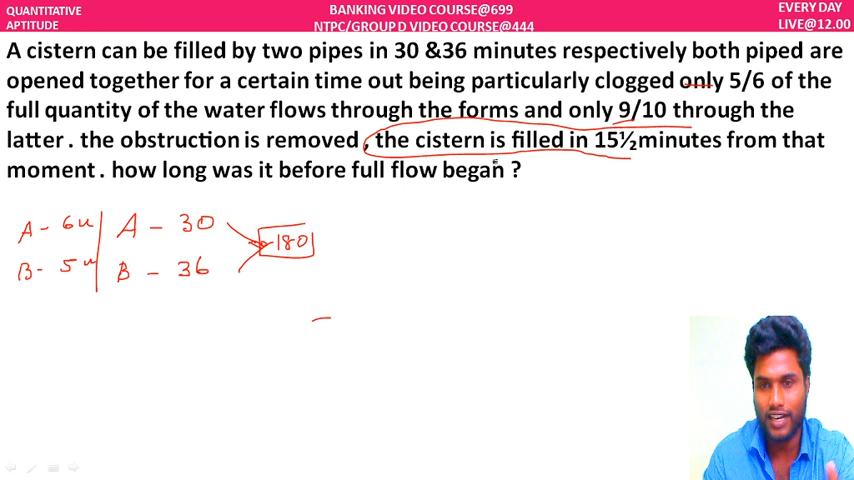 QUANTITATIVE
APTITUDE
BANKING VIDEO COURSE@699
NTPC/GROUP D VIDEO COURSE@444
EVERY DAY
LIVE@12.00
A cistern can be filled by two pipes in 30 &36 minutes respectively both piped are
opened together for a certain time out being particularly clogged only 5/6 of the
full quantity of the water flows through the forms and only 9/10 through the
latter . the obstruction is removed , the cistern is filled in 15½minutes from that
moment . how long was it before full flow began ?
A - 6u A - 30
180
B - 5u B - 36